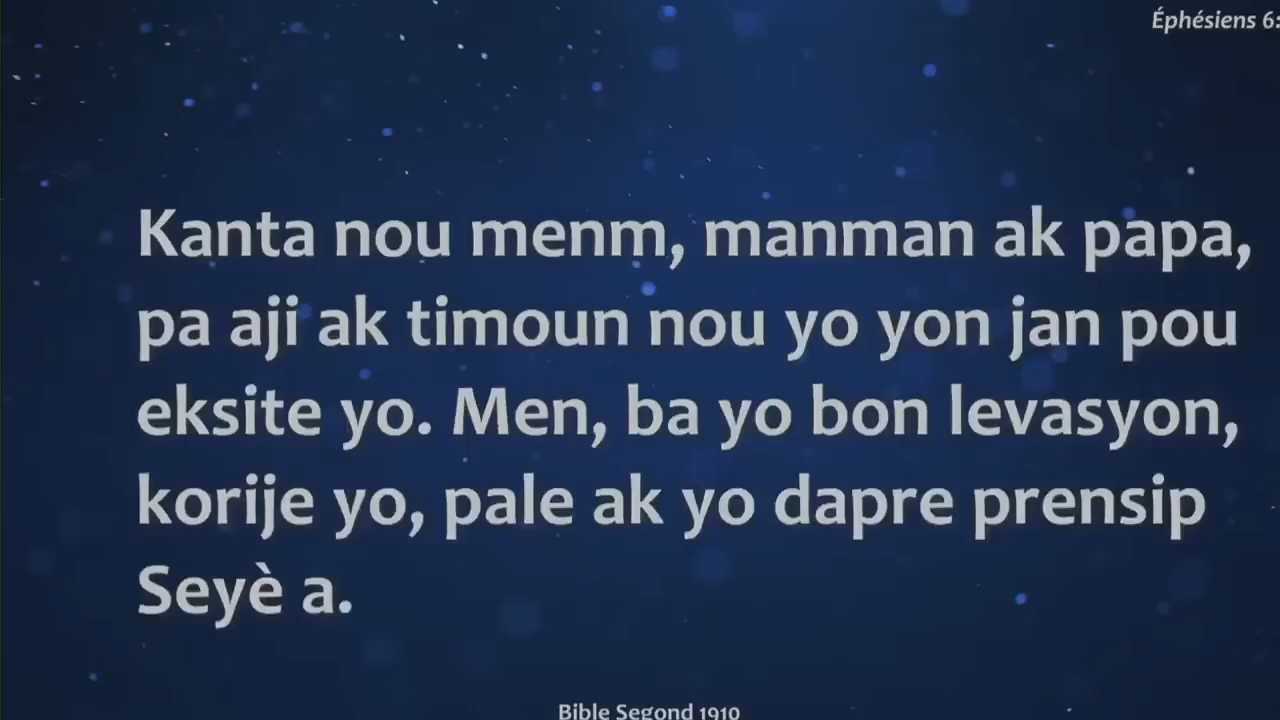 Éphésiens 6:
Kanta nou menm, manman ak papa,
pa aji ak timoun nou yo yon jan pou
eksite yo. Men, ba yo bon levasyon,
korije yo, pale ak yo dapre prensip
Seyè a.
Bible Segond 1910